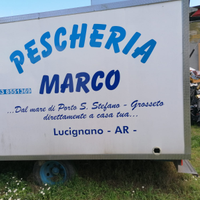 PESCHERIA
MARCO
...Dal mare di Porto S. Stefano - Grosseto
direttamente a casa tua...
Lucignano - AR -